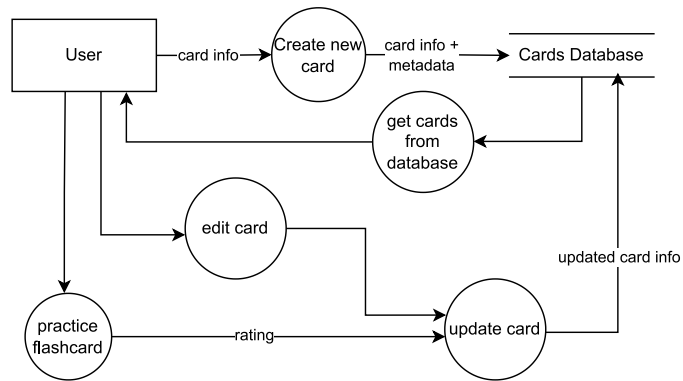 User
card info
Create new
card
card info +
metadata
Cards Database
get cards
from
database
edit card
updated card info
practice
flashcard
rating
update card